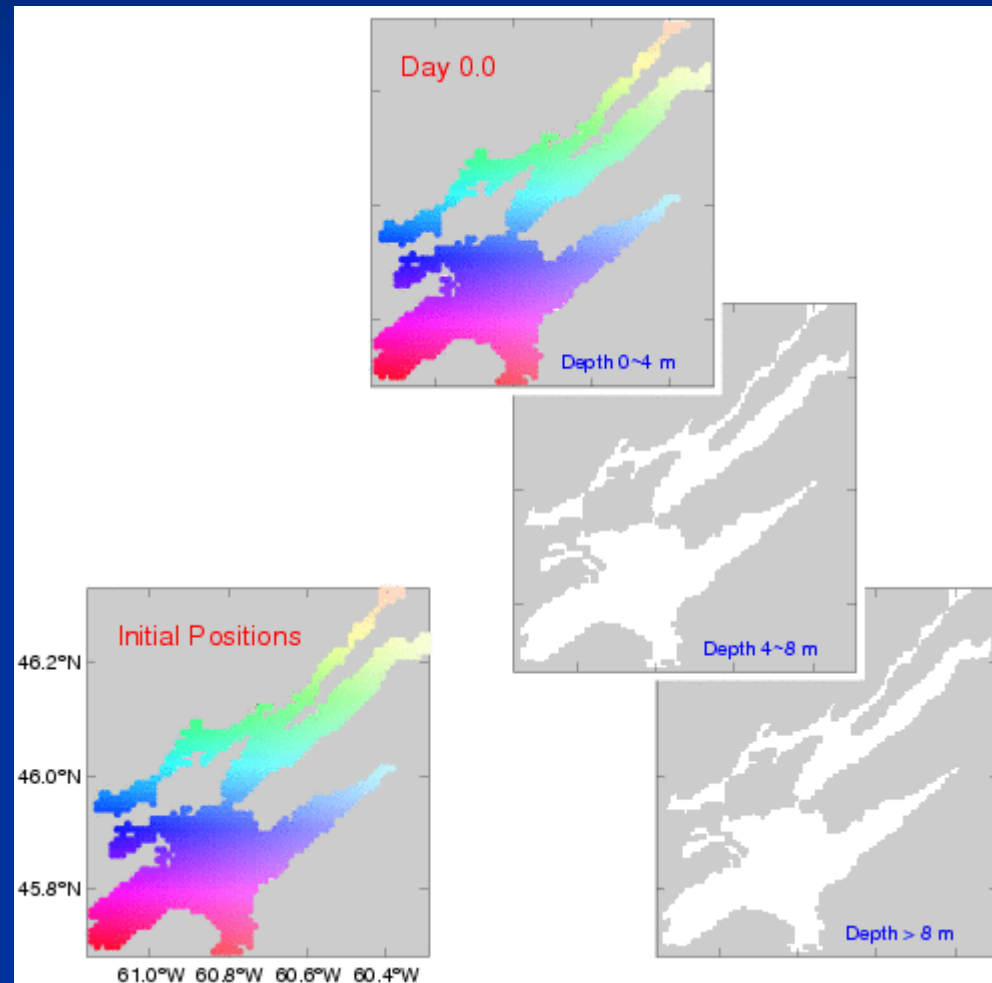 Day 0.0
Depth 0~4 m
Depth 4~8 m
Initial Positions
46.2°N
46.0°N
45.8°N
Depth > 8 m
61.0°W 60.8°W 60.6°W 60.4°W